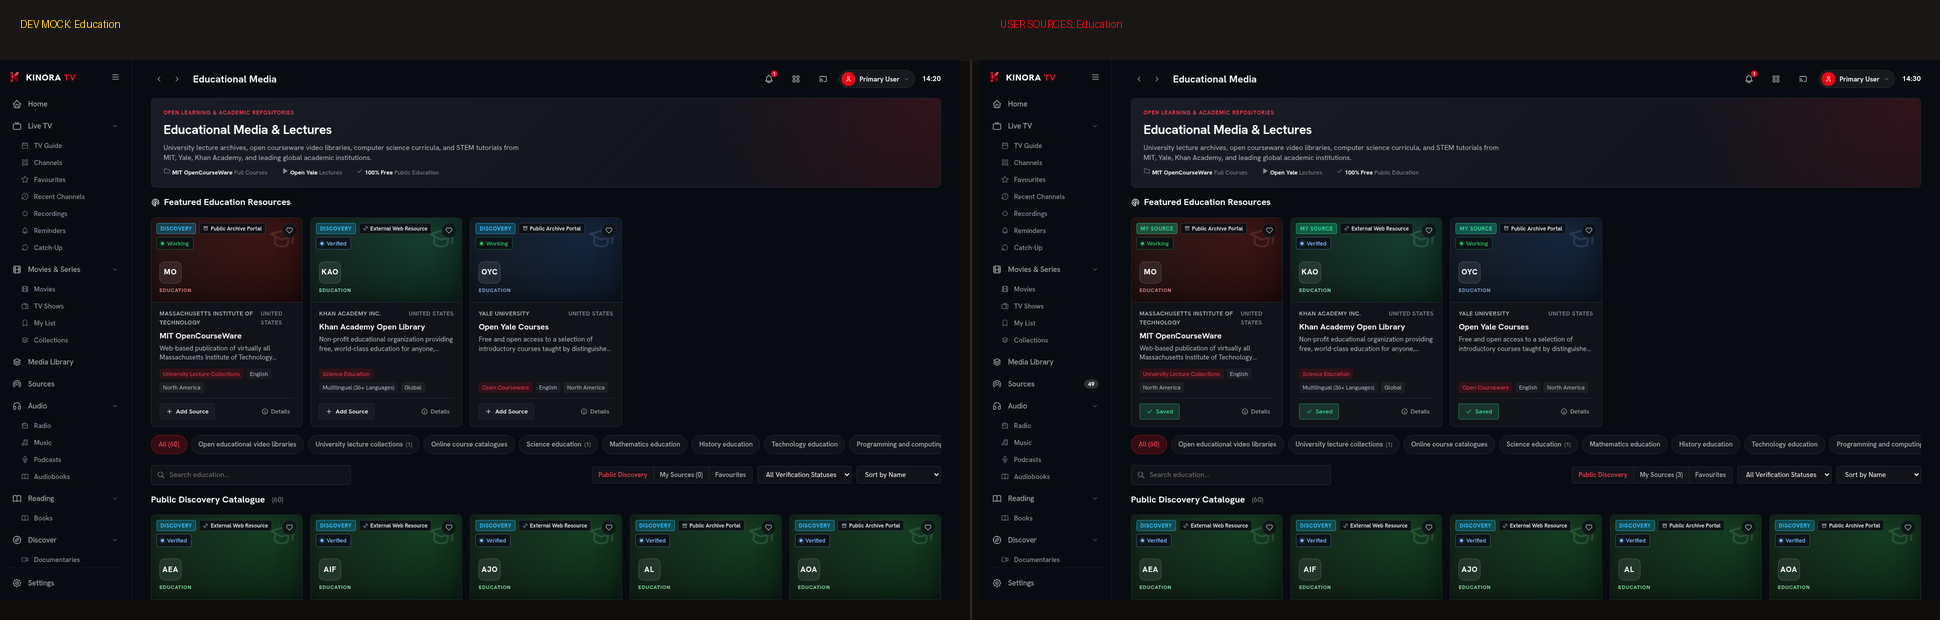 DEV MOCK: Education
KINORA TV
Home
Live TV
TV Guide
Channels
Favourites
Recent Channels
Recordings
Reminders
Catch-Up
Movies & Series
Movies
TV Shows
My List
Collections
Media Library
Sources
Audio
Radio
Music
Podcasts
Audiobooks
Reading
Books
Discover
Documentaries
Settings
Educational Media
1
Primary User
14:20
OPEN LEARNING & ACADEMIC REPOSITORIES
Educational Media & Lectures
University lecture archives, open courseware video libraries, computer science curricula, and STEM tutorials from
MIT, Yale, Khan Academy, and leading global academic institutions.
MIT OpenCourseWare Full Courses Open Yale Lectures 100% Free Public Education
Featured Education Resources
DISCOVERY Public Archive Portal
Working
MO
EDUCATION
MASSACHUSETTS INSTITUTE OF TECHNOLOGY UNITED STATES
MIT OpenCourseWare
Web-based publication of virtually all
Massachusetts Institute of Technology...
University Lecture Collections English
North America
+ Add Source Details
DISCOVERY External Web Resource
Verified
KAO
EDUCATION
KHAN ACADEMY INC. UNITED STATES
Khan Academy Open Library
Non-profit educational organization providing
free, world-class education for anyone,...
Science Education
Multilingual (36+ Languages) Global
+ Add Source Details
DISCOVERY Public Archive Portal
Working
OYC
EDUCATION
YALE UNIVERSITY UNITED STATES
Open Yale Courses
Free and open access to a selection of
introductory courses taught by distinguishe...
Open Courseware English North America
+ Add Source Details
All (60) Open educational video libraries University lecture collections (1) Online course catalogues Science education (1) Mathematics education History education Technology education Programming and computing
Search education...
Public Discovery My Sources (0) Favourites All Verification Statuses Sort by Name
Public Discovery Catalogue (60)
DISCOVERY External Web Resource
Verified
AEA
EDUCATION
DISCOVERY External Web Resource
Verified
AIF
EDUCATION
DISCOVERY External Web Resource
Verified
AJO
EDUCATION
DISCOVERY Public Archive Portal
Verified
AL
EDUCATION
DISCOVERY Public Archive Portal
Verified
AOA
EDUCATION
USER SOURCES: Education
KINORA TV
Home
Live TV
TV Guide
Channels
Favourites
Recent Channels
Recordings
Reminders
Catch-Up
Movies & Series
Movies
TV Shows
My List
Collections
Media Library
Sources 49
Audio
Radio
Music
Podcasts
Audiobooks
Reading
Books
Discover
Documentaries
Settings
Educational Media
1
Primary User
14:30
OPEN LEARNING & ACADEMIC REPOSITORIES
Educational Media & Lectures
University lecture archives, open courseware video libraries, computer science curricula, and STEM tutorials from
MIT, Yale, Khan Academy, and leading global academic institutions.
MIT OpenCourseWare Full Courses Open Yale Lectures 100% Free Public Education
Featured Education Resources
MY SOURCE Public Archive Portal
Working
MO
EDUCATION
MASSACHUSETTS INSTITUTE OF TECHNOLOGY UNITED STATES
MIT OpenCourseWare
Web-based publication of virtually all
Massachusetts Institute of Technology...
University Lecture Collections English
North America
Saved Details
MY SOURCE External Web Resource
Verified
KAO
EDUCATION
KHAN ACADEMY INC. UNITED STATES
Khan Academy Open Library
Non-profit educational organization providing
free, world-class education for anyone,...
Science Education
Multilingual (36+ Languages) Global
Saved Details
MY SOURCE Public Archive Portal
Working
OYC
EDUCATION
YALE UNIVERSITY UNITED STATES
Open Yale Courses
Free and open access to a selection of
introductory courses taught by distinguishe...
Open Courseware English North America
Saved Details
All (60) Open educational video libraries University lecture collections (1) Online course catalogues Science education (1) Mathematics education History education Technology education Programming and computing
Search education...
Public Discovery My Sources (3) Favourites All Verification Statuses Sort by Name
Public Discovery Catalogue (60)
DISCOVERY External Web Resource
Verified
AEA
EDUCATION
DISCOVERY External Web Resource
Verified
AIF
EDUCATION
DISCOVERY External Web Resource
Verified
AJO
EDUCATION
DISCOVERY Public Archive Portal
Verified
AL
EDUCATION
DISCOVERY Public Archive Portal
Verified
AOA
EDUCATION